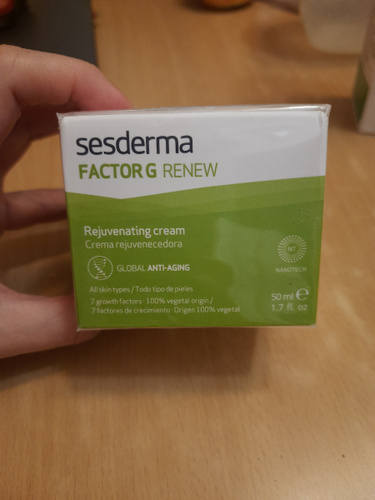 sesderma
FACTOR G RENEW
Rejuvenating cream
Crema rejuvenecedora
GLOBAL ANTI-AGING
NT
NANOTECH
All skin types / Todo tipo de pieles
7 growth factors · 100% vegetal origin /
7 factores de crecimiento · Origen 100% vegetal
50 ml ℮
1.7 fl. oz